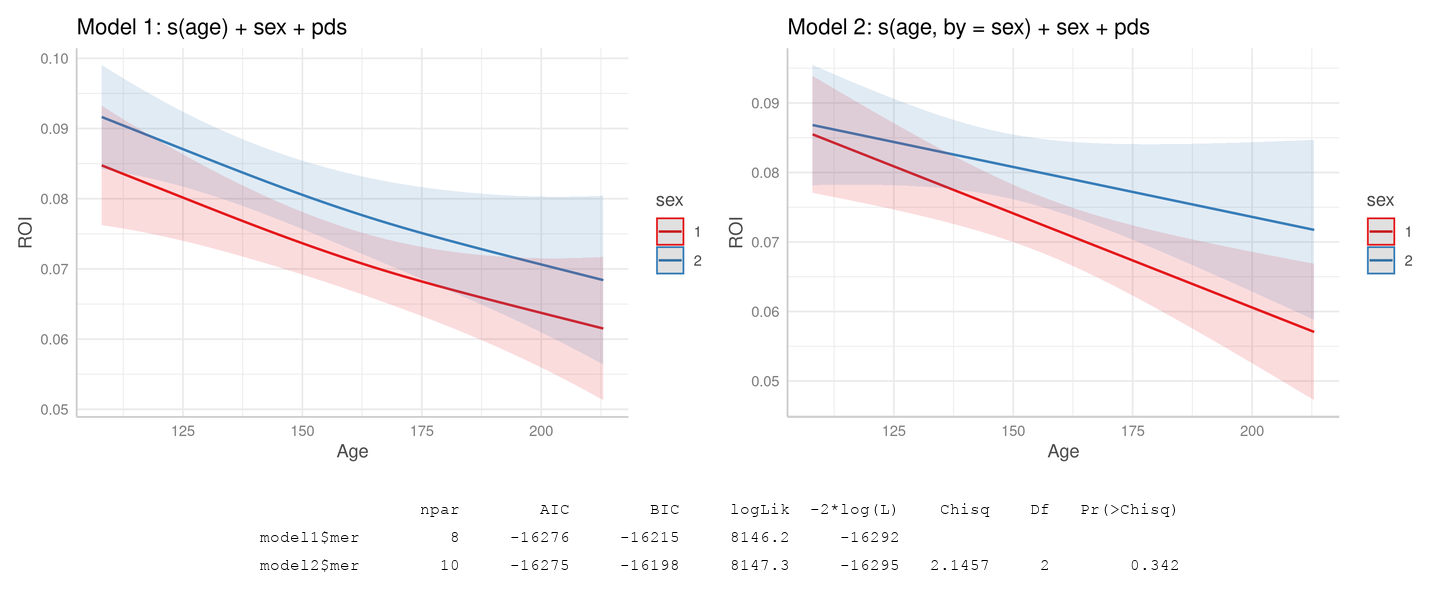 Model 1: s(age) + sex + pds
0.10
0.09
0.08
0.07
0.06
0.05
ROI
125 150 175 200
Age
sex
1
2
Model 2: s(age, by = sex) + sex + pds
0.09
0.08
0.07
0.06
0.05
ROI
125 150 175 200
Age
sex
1
2
npar AIC BIC logLik -2*log(L) Chisq Df Pr(>Chisq)
model1$mer 8 -16276 -16215 8146.2 -16292
model2$mer 10 -16275 -16198 8147.3 -16295 2.1457 2 0.342